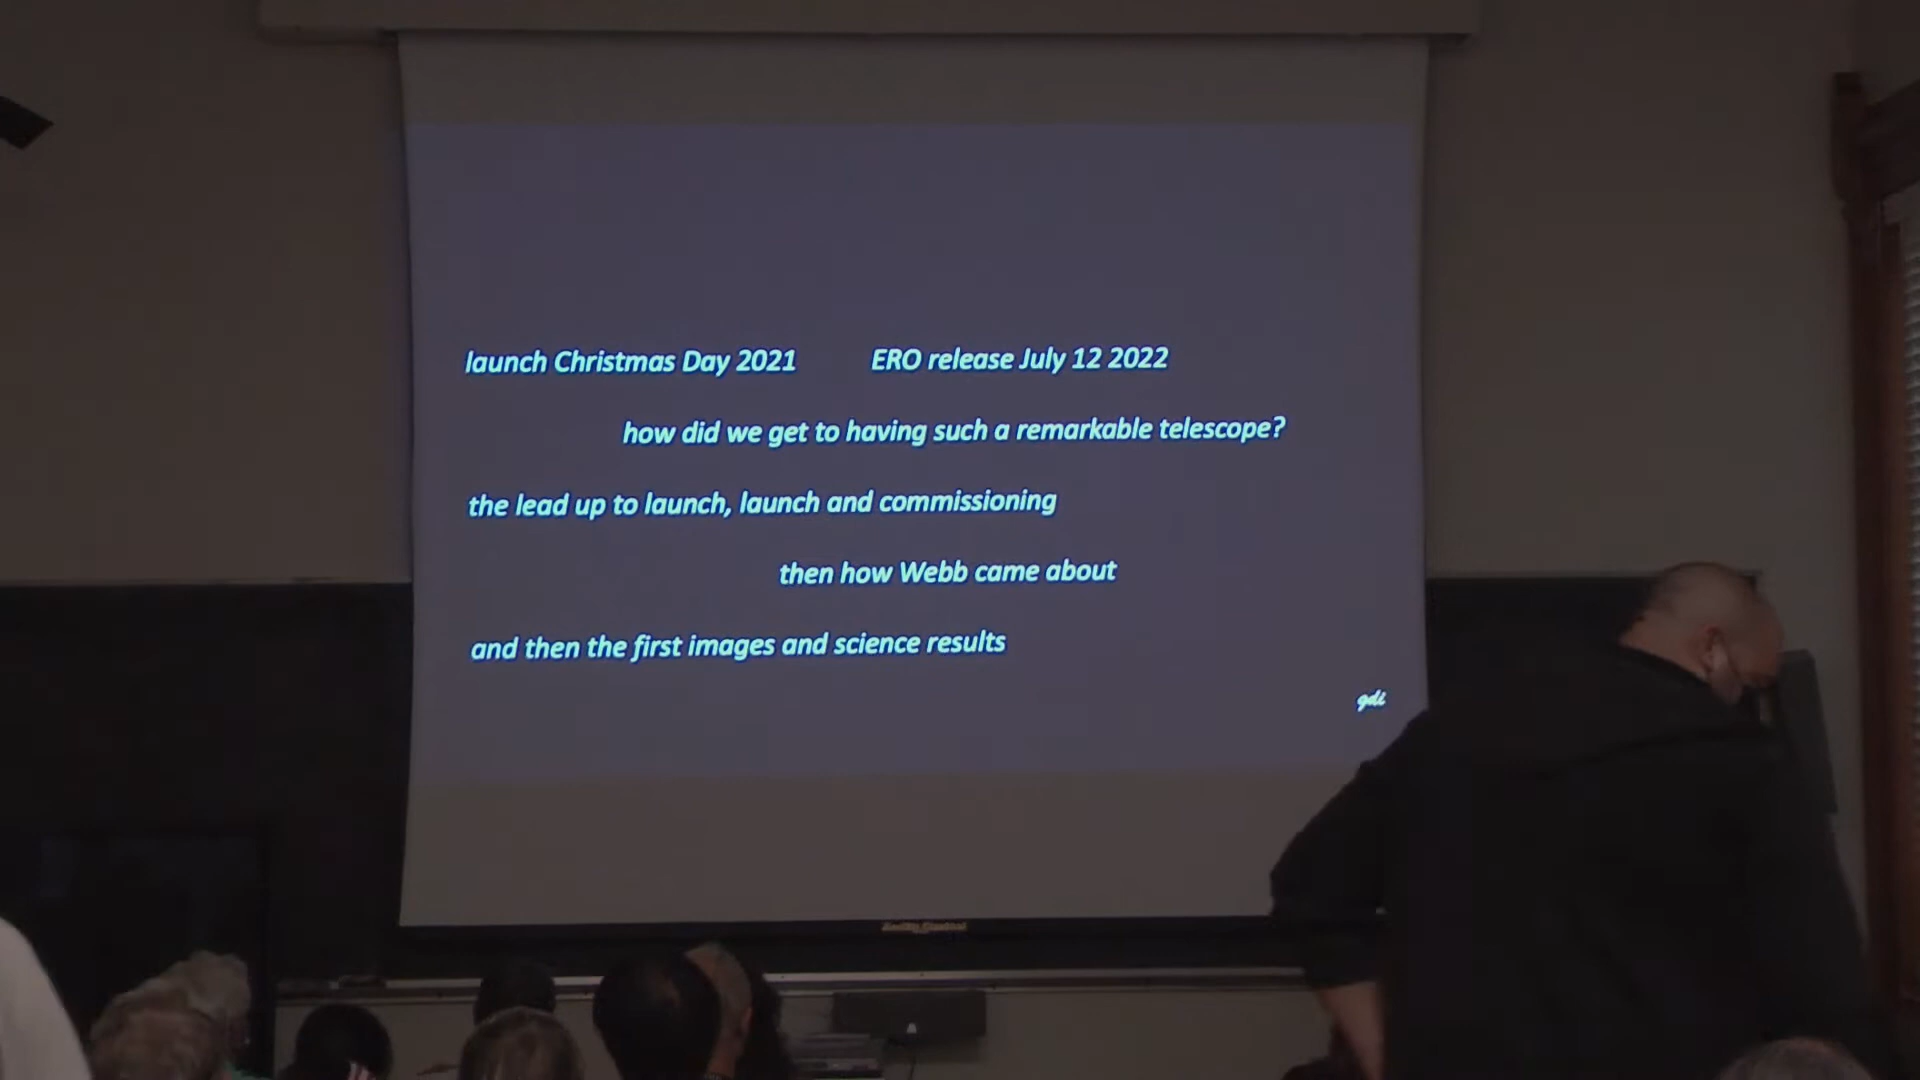 launch Christmas Day 2021 ERO release July 12 2022
how did we get to having such a remarkable telescope?
the lead up to launch, launch and commissioning
then how Webb came about
and then the first images and science results
gdi